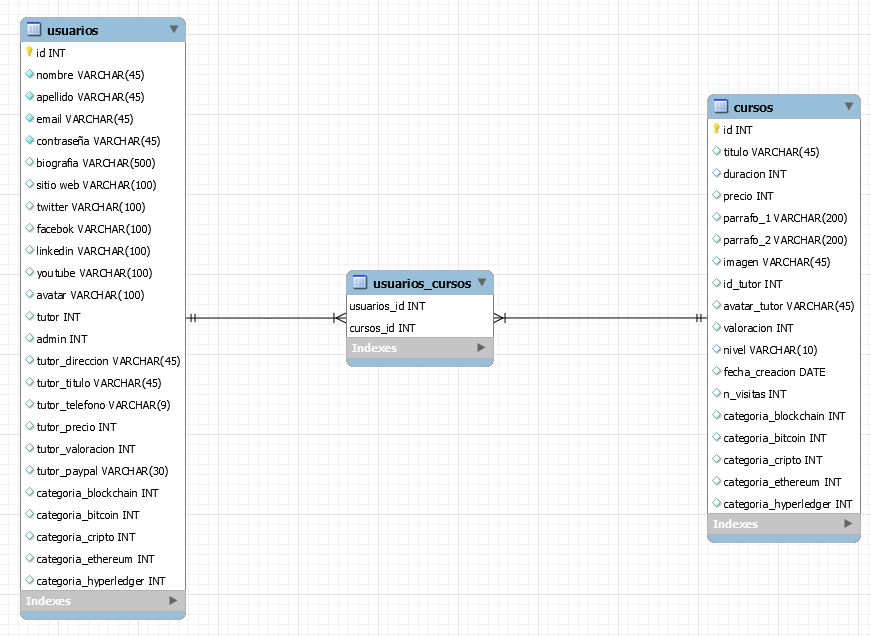 usuarios
id INT
nombre VARCHAR(45)
apellido VARCHAR(45)
email VARCHAR(45)
contraseña VARCHAR(45)
biografia VARCHAR(500)
sitio web VARCHAR(100)
twitter VARCHAR(100)
facebok VARCHAR(100)
linkedin VARCHAR(100)
youtube VARCHAR(100)
avatar VARCHAR(100)
tutor INT
admin INT
tutor_direccion VARCHAR(45)
tutor_titulo VARCHAR(45)
tutor_telefono VARCHAR(9)
tutor_precio INT
tutor_valoracion INT
tutor_paypal VARCHAR(30)
categoria_blockchain INT
categoria_bitcoin INT
categoria_cripto INT
categoria_ethereum INT
categoria_hyperledger INT
Indexes
usuarios_cursos
usuarios_id INT
cursos_id INT
Indexes
cursos
id INT
titulo VARCHAR(45)
duracion INT
precio INT
parrafo_1 VARCHAR(200)
parrafo_2 VARCHAR(200)
imagen VARCHAR(45)
id_tutor INT
avatar_tutor VARCHAR(45)
valoracion INT
nivel VARCHAR(10)
fecha_creacion DATE
n_visitas INT
categoria_blockchain INT
categoria_bitcoin INT
categoria_cripto INT
categoria_ethereum INT
categoria_hyperledger INT
Indexes